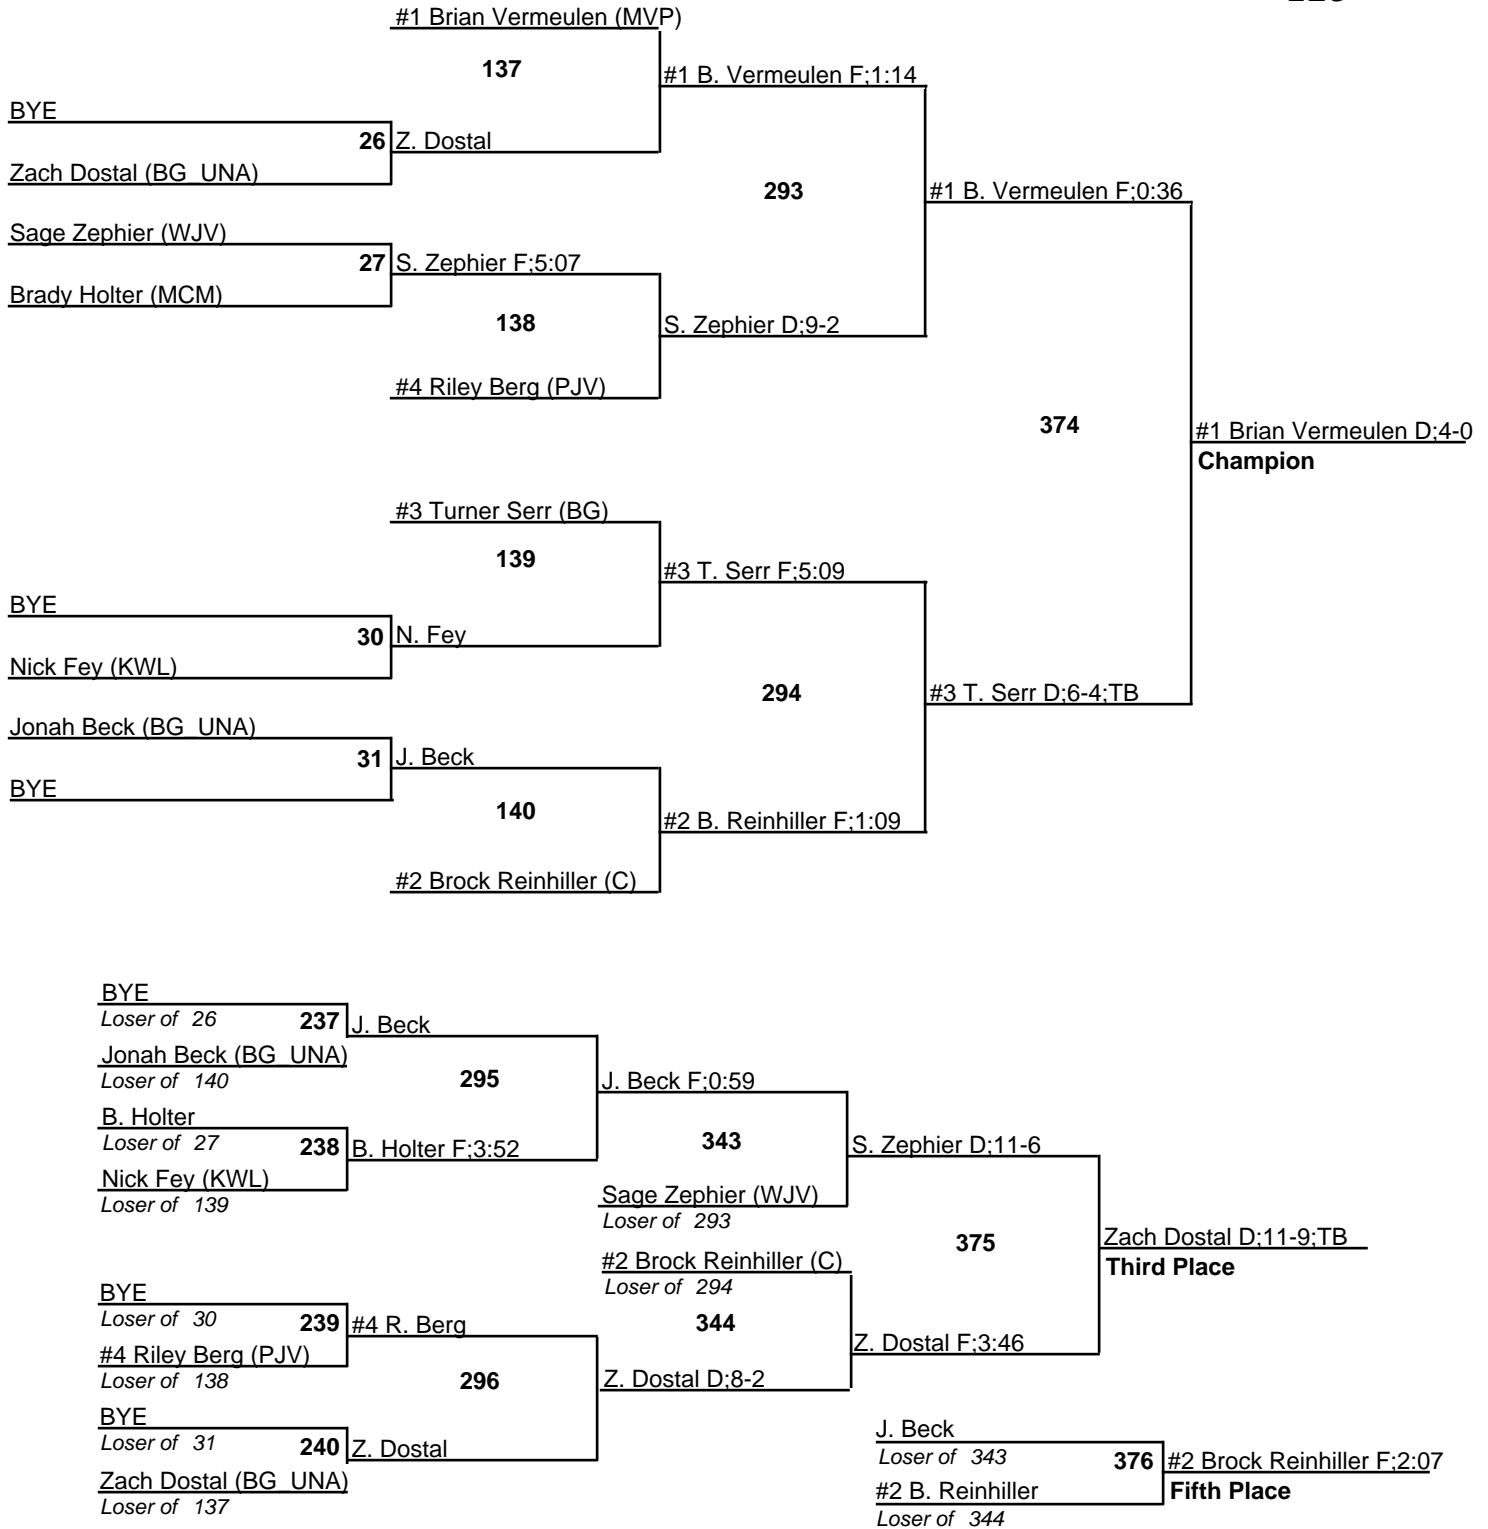 #1 Brian Vermeulen (MVP)
137
#1 B. Vermeulen F;1:14
BYE
26 Z. Dostal
Zach Dostal (BG_UNA)
293
#1 B. Vermeulen F;0:36
Sage Zephier (WJV)
27 S. Zephier F;5:07
Brady Holter (MCM)
138
S. Zephier D;9-2
#4 Riley Berg (PJV)
374
#1 Brian Vermeulen D;4-0
Champion
#3 Turner Serr (BG)
139
#3 T. Serr F;5:09
BYE
30 N. Fey
Nick Fey (KWL)
294
#3 T. Serr D;6-4;TB
Jonah Beck (BG_UNA)
31 J. Beck
BYE
140
#2 B. Reinhiller F;1:09
#2 Brock Reinhiller (C)
BYE
Loser of 26
237 J. Beck
Jonah Beck (BG_UNA)
Loser of 140
295
J. Beck F;0:59
B. Holter
Loser of 27
238 B. Holter F;3:52
Nick Fey (KWL)
Loser of 139
343
S. Zephier D;11-6
Sage Zephier (WJV)
Loser of 293
375
Zach Dostal D;11-9;TB
Third Place
#2 Brock Reinhiller (C)
Loser of 294
BYE
Loser of 30
239 #4 R. Berg
#4 Riley Berg (PJV)
Loser of 138
344
Z. Dostal F;3:46
296
Z. Dostal D;8-2
BYE
Loser of 31
240 Z. Dostal
Zach Dostal (BG_UNA)
Loser of 137
J. Beck
Loser of 343
376 #2 Brock Reinhiller F;2:07
#2 B. Reinhiller
Fifth Place
Loser of 344